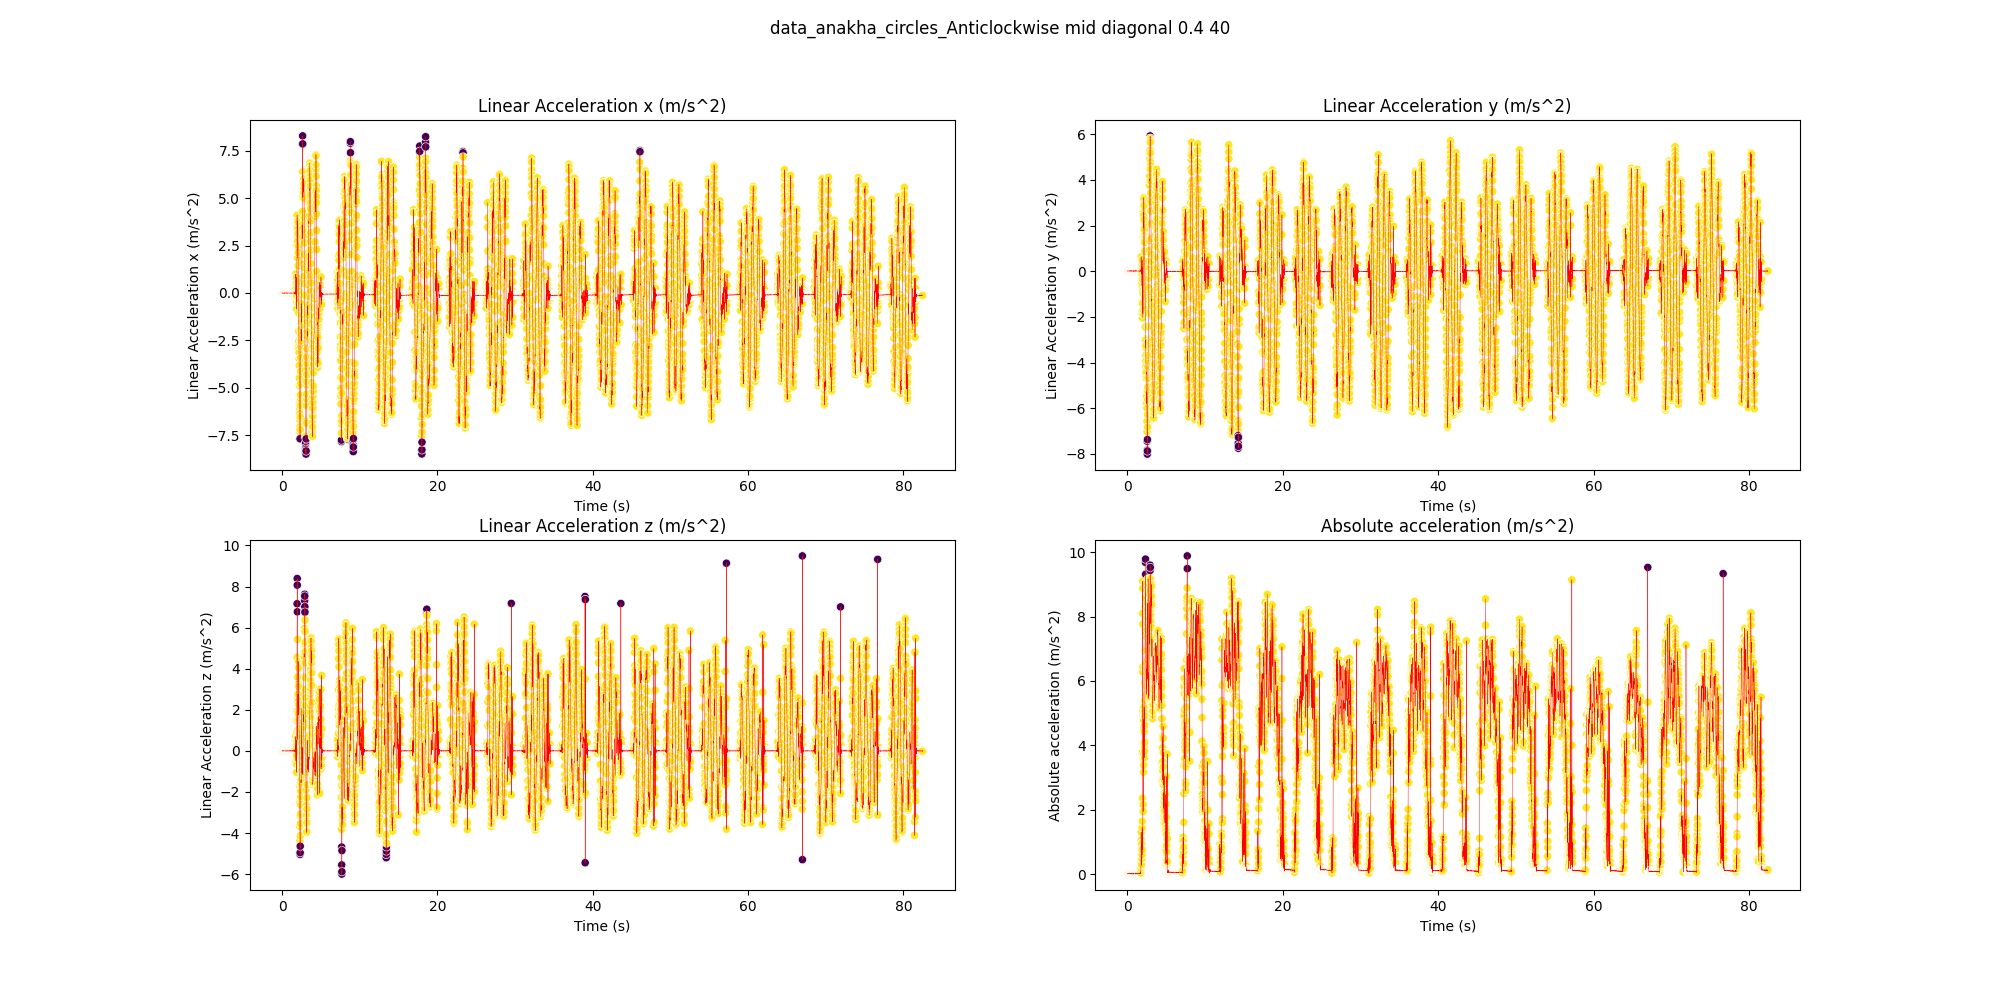 data_anakha_circles_Anticlockwise mid diagonal 0.4 40
Linear Acceleration x (m/s^2)
Linear Acceleration x (m/s^2)
7.5
5.0
2.5
0.0
−2.5
−5.0
−7.5
0 20 40 60 80
Time (s)
Linear Acceleration y (m/s^2)
Linear Acceleration y (m/s^2)
6
4
2
0
−2
−4
−6
−8
0 20 40 60 80
Time (s)
Linear Acceleration z (m/s^2)
Linear Acceleration z (m/s^2)
10
8
6
4
2
0
−2
−4
−6
0 20 40 60 80
Time (s)
Absolute acceleration (m/s^2)
Absolute acceleration (m/s^2)
10
8
6
4
2
0
0 20 40 60 80
Time (s)